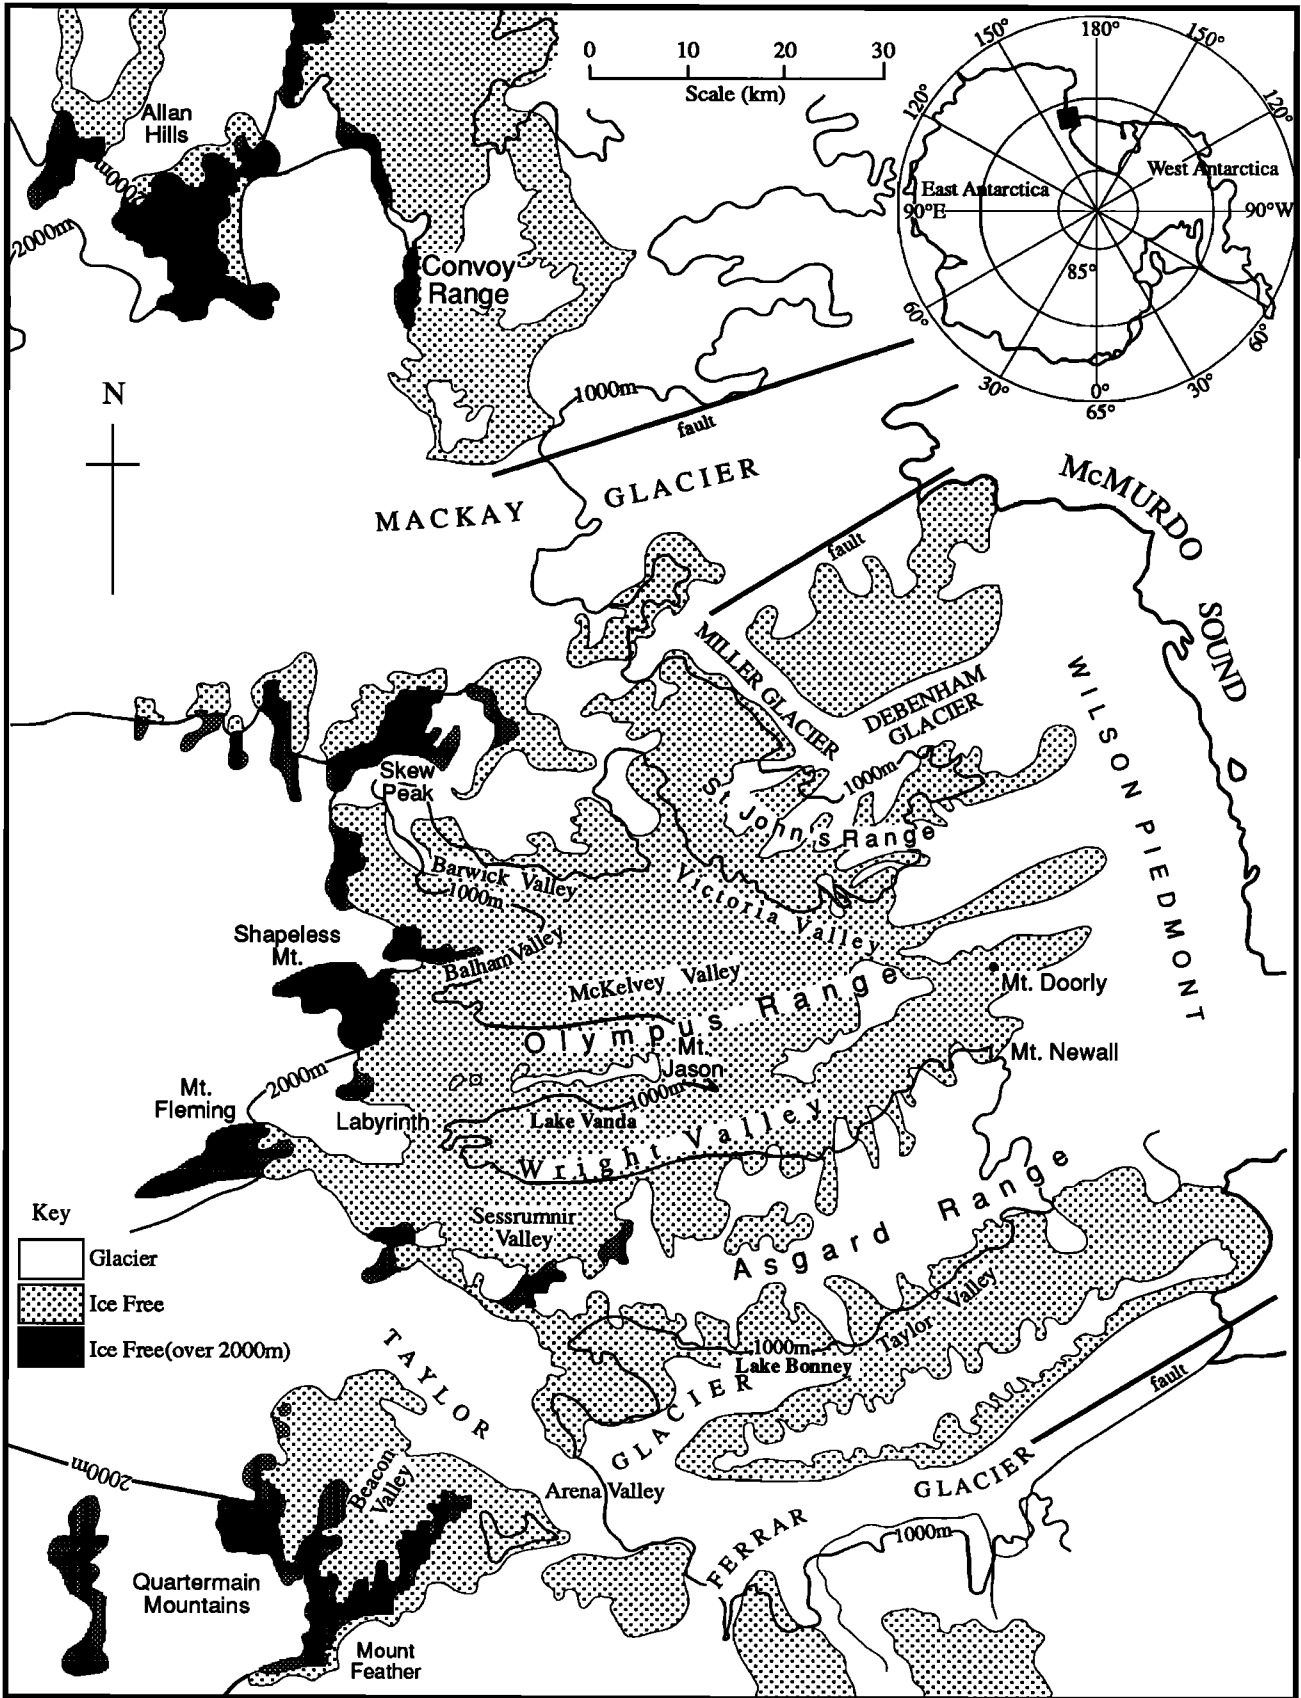 0 10 20 30
Scale (km)
180°
150°
150°
120°
120°
West Antarctica
East Antarctica
90°E
90°W
85°
60°
60°
30°
30°
0°
65°
Allan
Hills
2000m
2000m
Convoy
Range
N
1000m
fault
MACKAY GLACIER
McMURDO SOUND
fault
MILLER GLACIER
DEBENHAM
GLACIER
WILSON PIEDMONT
1000m
Skew
Peak
St. John's Range
Barwick Valley
1000m
Victoria Valley
Shapeless
Mt.
Balham Valley
McKelvey Valley
Mt. Doorly
Olympus Range
Mt.
Jason
Mt. Newall
2000m
1000m
Mt.
Fleming
Labyrinth
Lake Vanda
Wright Valley
Sessrumnir
Valley
Asgard Range
Key
Glacier
Ice Free
Ice Free(over 2000m)
TAYLOR GLACIER
1000m
Lake Bonney
Taylor Valley
fault
2000m
Beacon
Valley
Arena Valley
FERRAR GLACIER
1000m
Quartermain
Mountains
Mount
Feather